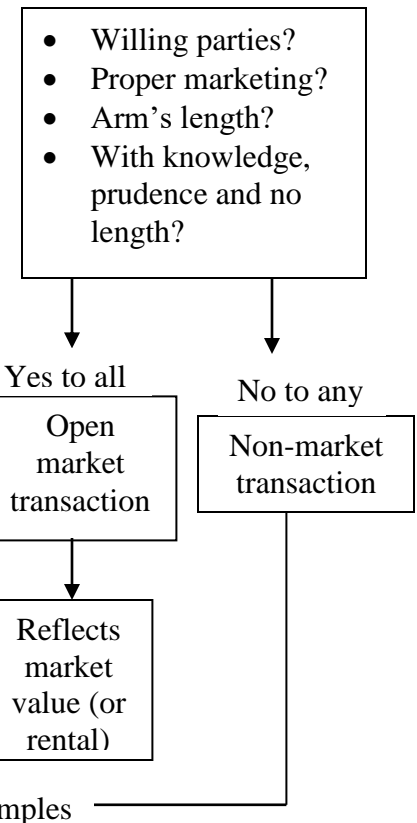 • Willing parties?
• Proper marketing?
• Arm's length?
• With knowledge,
prudence and no
length?
Yes to all
No to any
Open
market
transaction
Non-market
transaction
Reflects
market
value (or
rental)
mples